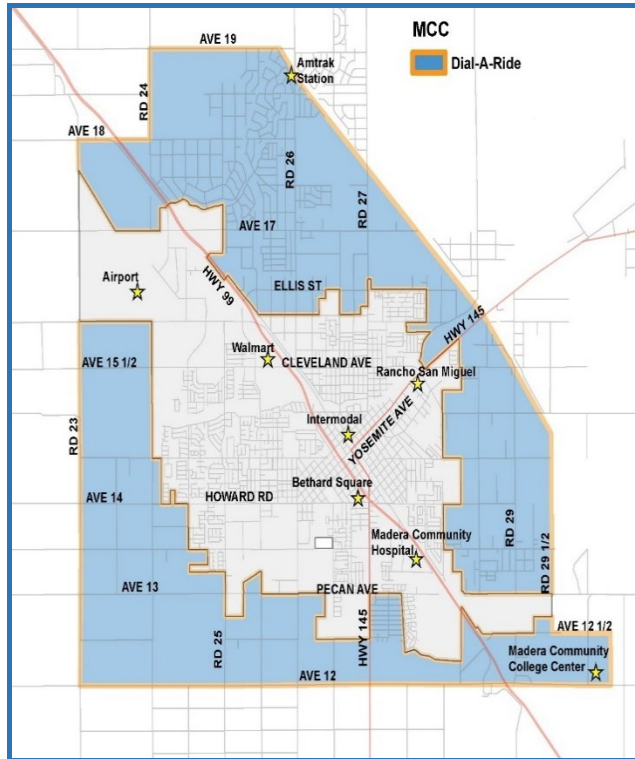 MCC
Dial-A-Ride
AVE 19
Amtrak
Station
RD 24
AVE 18
RD 26
RD 27
AVE 17
Airport
HWY 99
ELLIS ST
HWY 145
Walmart
CLEVELAND AVE
AVE 15 1/2
Rancho San Miguel
RD 23
Intermodal
YOSEMITE AVE
Bethard Square
AVE 14
HOWARD RD
RD 29
Madera Community
Hospital
RD 29 1/2
AVE 13
PECAN AVE
AVE 12 1/2
RD 25
HWY 145
Madera Community
College Center
AVE 12